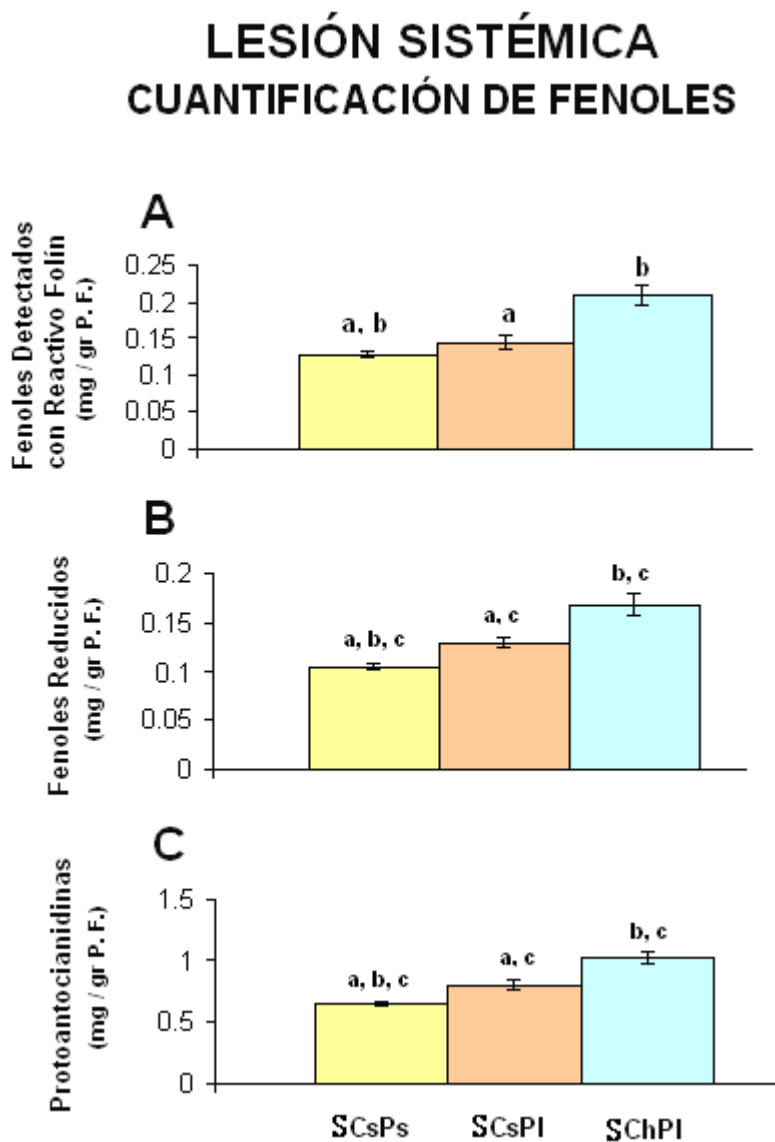 LESIÓN SISTÉMICA
CUANTIFICACIÓN DE FENOLES
A
Fenoles Detectados
con Reactivo Folín
(mg / gr P. F.)
0.25
0.2
0.15
0.1
0.05
0
a, b
a
b
B
Fenoles Reducidos
(mg / gr P. F.)
0.2
0.15
0.1
0.05
0
a, b, c
a, c
b, c
C
Protoantocianidinas
(mg / gr P. F.)
1.5
1
0.5
0
a, b, c
a, c
b, c
SCsPs SCsPl SChPl